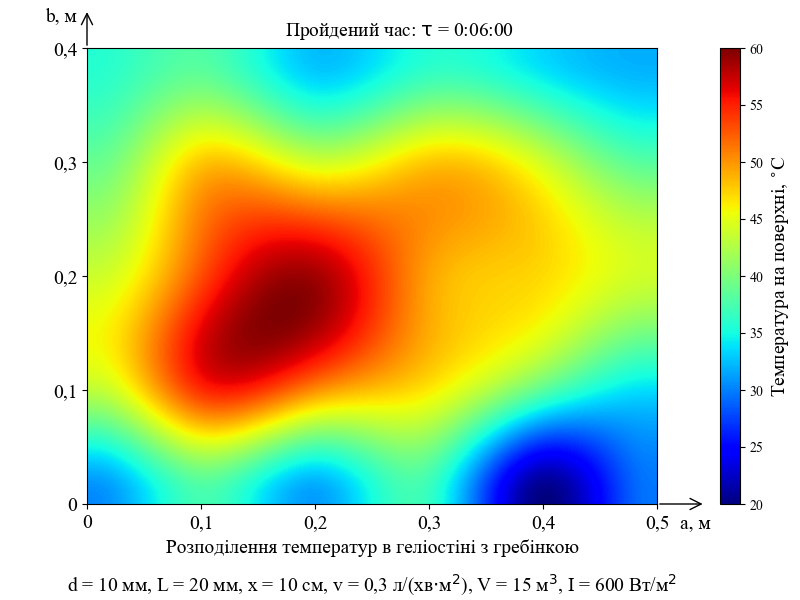 b, м
Пройдений час: τ = 0:06:00
0,4
0,3
0,2
0,1
0
0 0,1 0,2 0,3 0,4 0,5 a, м
60
55
50
45
40
35
30
25
20
Температура на поверхні, °C
Розподілення температур в геліостіні з гребінкою
d = 10 мм, L = 20 мм, x = 10 см, v = 0,3 л/(хв·м²), V = 15 м³, I = 600 Вт/м²